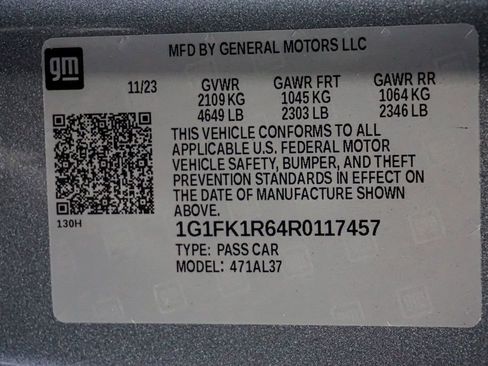 gm
MFD BY GENERAL MOTORS LLC
11/23 GVWR GAWR FRT GAWR RR
2109 KG 1045 KG 1064 KG
4649 LB 2303 LB 2346 LB
THIS VEHICLE CONFORMS TO ALL
APPLICABLE U.S. FEDERAL MOTOR
VEHICLE SAFETY, BUMPER, AND THEFT
PREVENTION STANDARDS IN EFFECT ON
THE DATE OF MANUFACTURE SHOWN
ABOVE.
130H
1G1FK1R64R0117457
TYPE: PASS CAR
MODEL: 471AL37